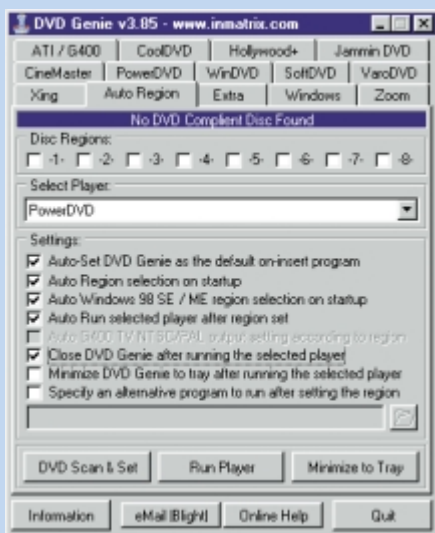 DVD Genie v3.85 - www.inmatrix.com
ATI / G400 CoolDVD Hollywood+ Jammin DVD
CineMaster PowerDVD WinDVD SoftDVD VaroDVD
Xing Auto Region Extra Windows Zoom
No DVD Complient Disc Found
Disc Regions:
-1- -2- -3- -4- -5- -6- -7- -8-
Select Player:
PowerDVD
Settings:
Auto-Set DVD Genie as the default on-insert program
Auto Region selection on startup
Auto Windows 98 SE / ME region selection on startup
Auto Run selected player after region set
Auto G400 TV NTSC/PAL output setting according to region
Close DVD Genie after running the selected player
Minimize DVD Genie to tray after running the selected player
Specify an alternative program to run after setting the region
DVD Scan & Set Run Player Minimize to Tray
Information eMail (Blight) Online Help Quit